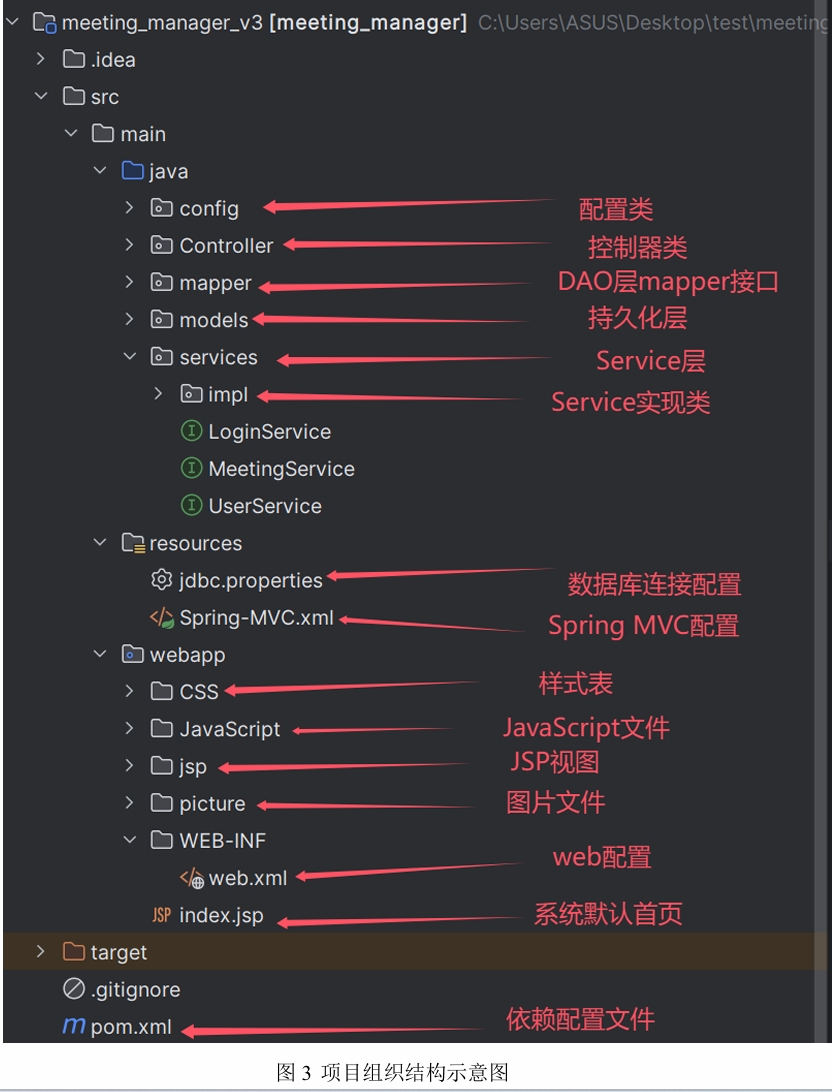 meeting_manager_v3 [meeting_manager] C:\Users\ASUS\Desktop\test\meeting
.idea
src
main
java
config 配置类
Controller 控制器类
mapper DAO层mapper接口
models 持久化层
services Service层
impl Service实现类
LoginService
MeetingService
UserService
resources
jdbc.properties 数据库连接配置
Spring-MVC.xml Spring MVC配置
webapp
CSS 样式表
JavaScript JavaScript文件
jsp JSP视图
picture 图片文件
WEB-INF
web.xml web配置
JSP index.jsp 系统默认首页
target
.gitignore
m pom.xml 依赖配置文件
图 3 项目组织结构示意图